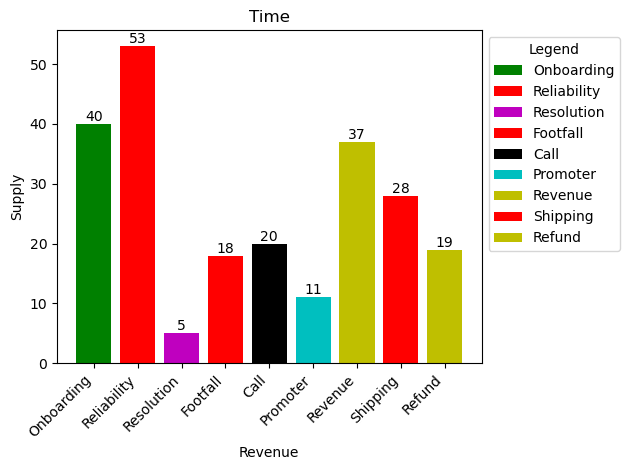 Time
Supply
50
40
30
20
10
0
40
53
5
18
20
11
37
28
19
Onboarding
Reliability
Resolution
Footfall
Call
Promoter
Revenue
Shipping
Refund
Revenue
Legend
Onboarding
Reliability
Resolution
Footfall
Call
Promoter
Revenue
Shipping
Refund